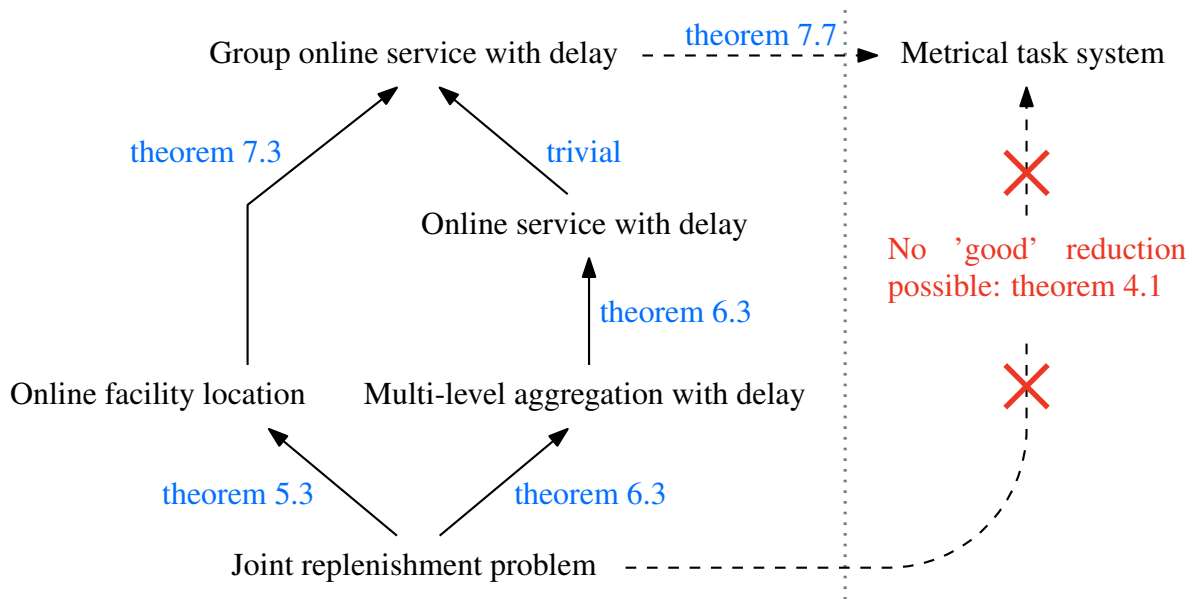 theorem 7.7
Group online service with delay
Metrical task system
theorem 7.3
trivial
Online service with delay
No ’good’ reduction
possible: theorem 4.1
theorem 6.3
Online facility location
Multi-level aggregation with delay
theorem 5.3
theorem 6.3
Joint replenishment problem